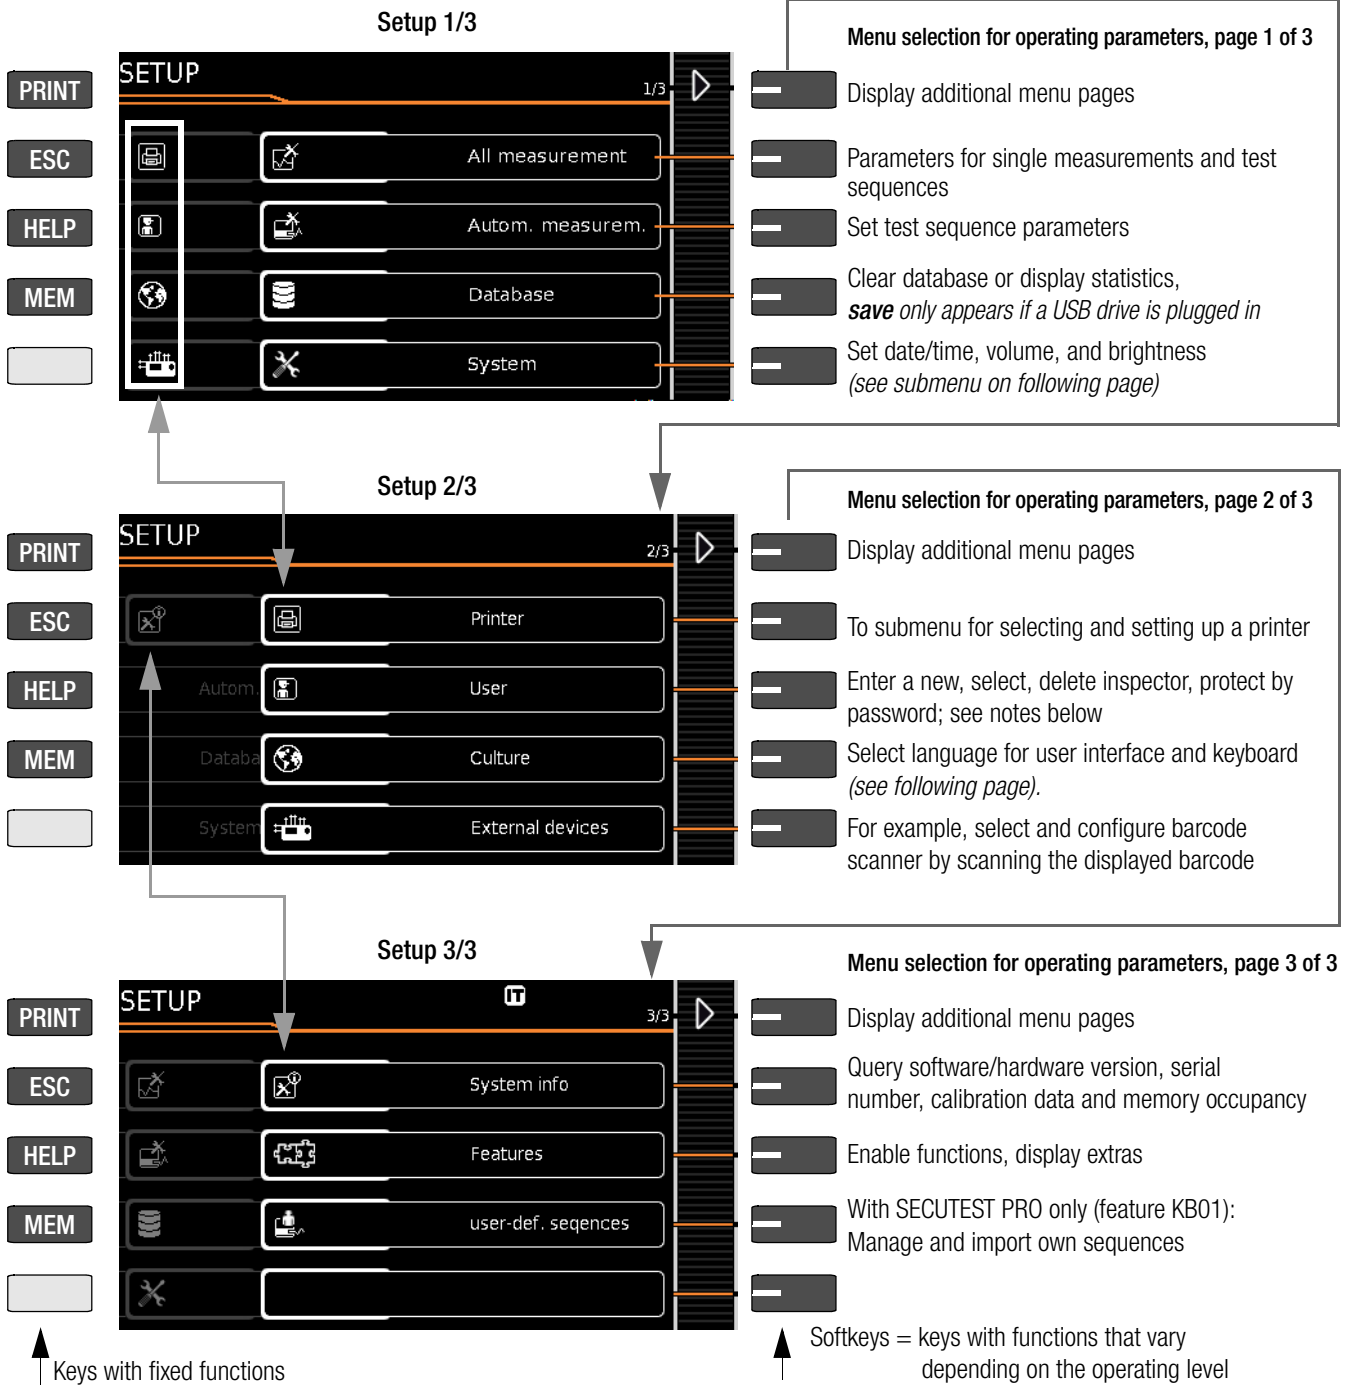 Setup 1/3
Menu selection for operating parameters, page 1 of 3
SETUP
1/3
PRINT
Display additional menu pages
ESC
All measurement
Parameters for single measurements and test
sequences
HELP
Autom. measurem.
Set test sequence parameters
MEM
Database
Clear database or display statistics,
save only appears if a USB drive is plugged in
System
Set date/time, volume, and brightness
(see submenu on following page)
Setup 2/3
Menu selection for operating parameters, page 2 of 3
SETUP
2/3
PRINT
Display additional menu pages
ESC
Printer
To submenu for selecting and setting up a printer
HELP
Autom.
User
Enter a new, select, delete inspector, protect by
password; see notes below
MEM
Databa
Culture
Select language for user interface and keyboard
(see following page).
System
External devices
For example, select and configure barcode
scanner by scanning the displayed barcode
Setup 3/3
Menu selection for operating parameters, page 3 of 3
SETUP
IT
3/3
PRINT
Display additional menu pages
ESC
System info
Query software/hardware version, serial
number, calibration data and memory occupancy
HELP
Features
Enable functions, display extras
MEM
user-def. seqences
With SECUTEST PRO only (feature KB01):
Manage and import own sequences
Keys with fixed functions
Softkeys = keys with functions that vary
depending on the operating level